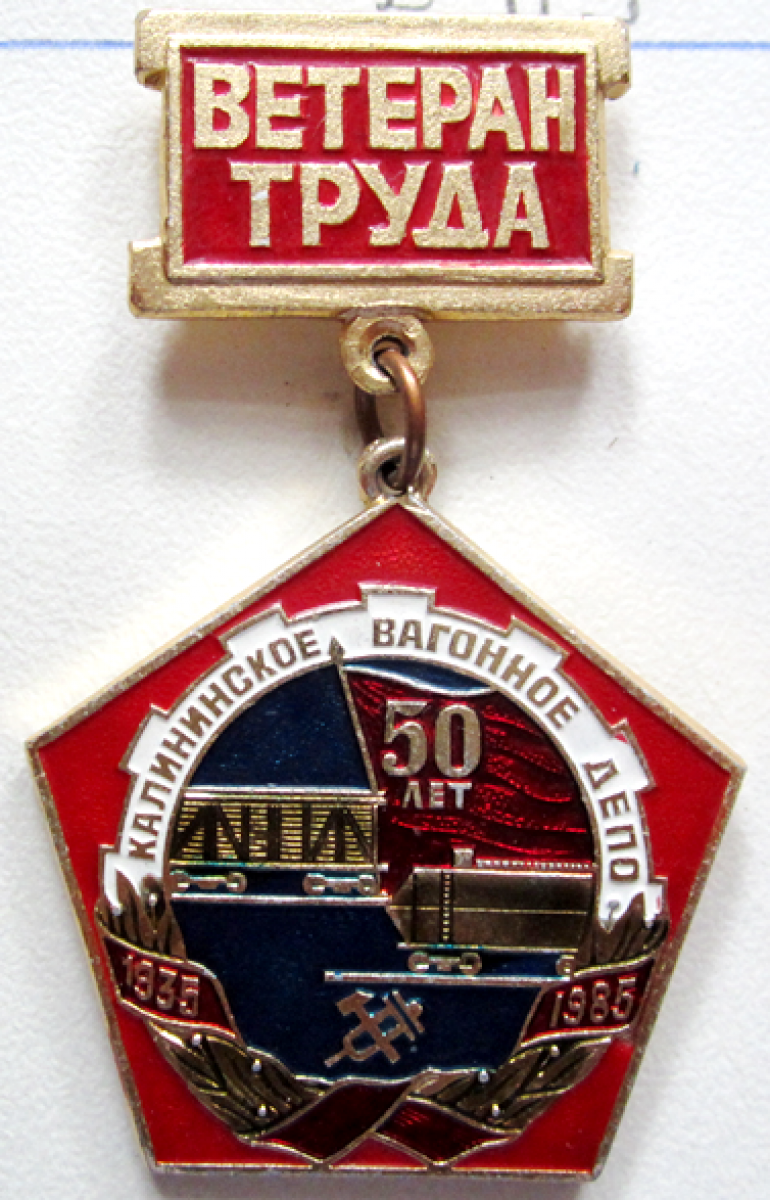 ВЕТЕРАН
ТРУДА
КАЛИНИНСКОЕ ВАГОННОЕ ДЕПО
50
ЛЕТ
1935
1985